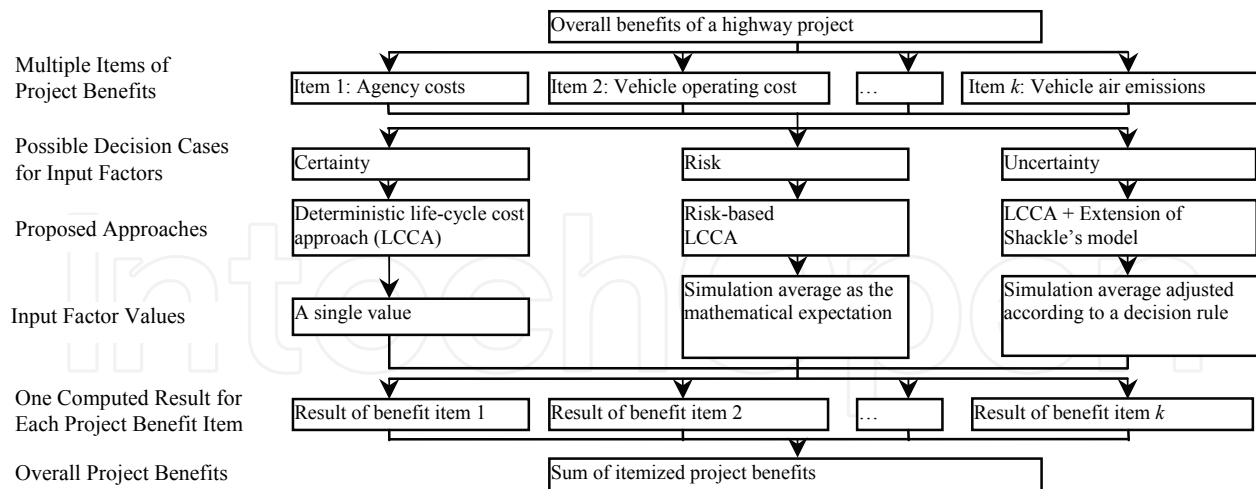 Overall benefits of a highway project
Multiple Items of
Project Benefits
Item 1: Agency costs
Item 2: Vehicle operating cost
…
Item k: Vehicle air emissions
Possible Decision Cases
for Input Factors
Certainty
Risk
Uncertainty
Proposed Approaches
Deterministic life-cycle cost
approach (LCCA)
Risk-based
LCCA
LCCA + Extension of
Shackle’s model
Input Factor Values
A single value
Simulation average as the
mathematical expectation
Simulation average adjusted
according to a decision rule
One Computed Result for
Each Project Benefit Item
Result of benefit item 1
Result of benefit item 2
…
Result of benefit item k
Overall Project Benefits
Sum of itemized project benefits
intechopen